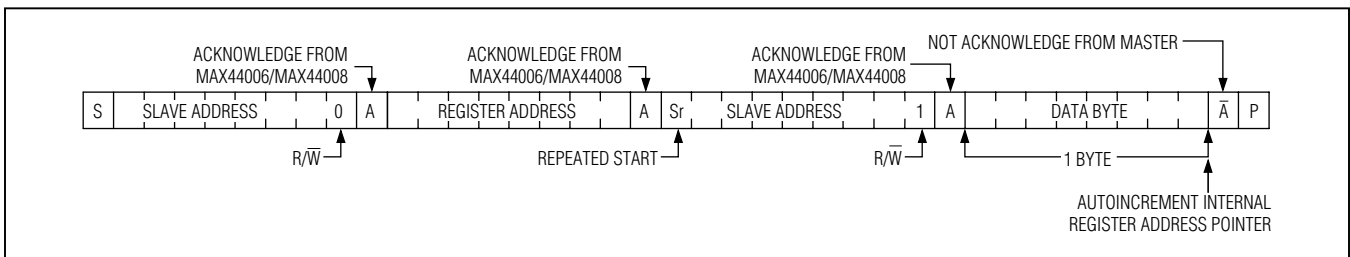 ACKNOWLEDGE FROM
MAX44006/MAX44008
ACKNOWLEDGE FROM
MAX44006/MAX44008
ACKNOWLEDGE FROM
MAX44006/MAX44008
NOT ACKNOWLEDGE FROM MASTER
S SLAVE ADDRESS 0 A REGISTER ADDRESS A Sr SLAVE ADDRESS 1 A DATA BYTE A̅ P
R/W̅
REPEATED START
R/W̅
1 BYTE
AUTOINCREMENT INTERNAL
REGISTER ADDRESS POINTER